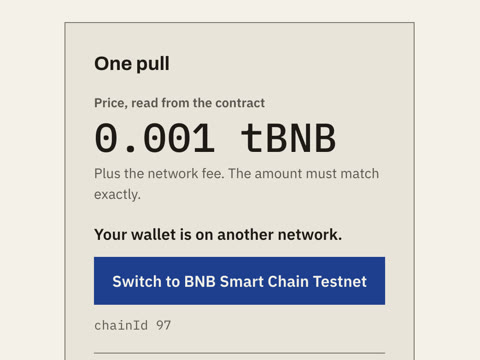 One pull
Price, read from the contract
0.001 tBNB
Plus the network fee. The amount must match
exactly.
Your wallet is on another network.
Switch to BNB Smart Chain Testnet
chainId 97